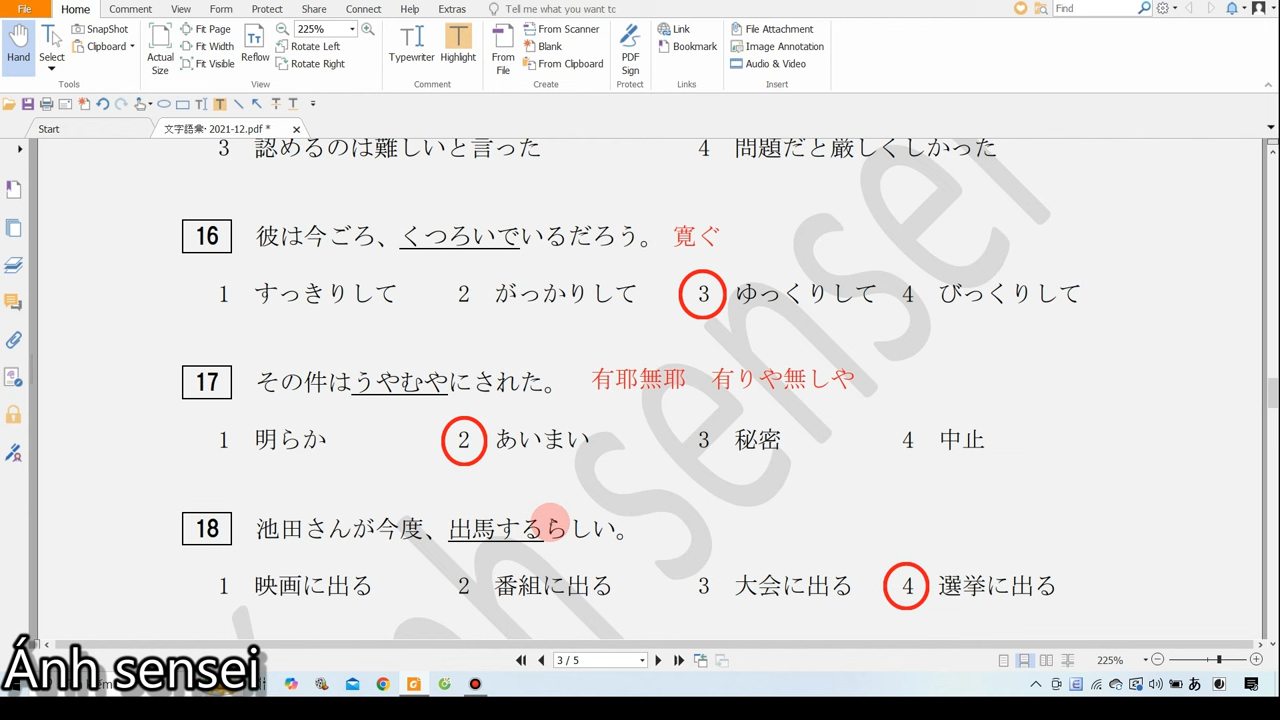 File Home Comment View Form Protect Share Connect Help Extras Tell me what you want tc Find
Hand Select SnapShot Clipboard Actual Size Fit Page Fit Width Fit Visible Reflow 225% Rotate Left Rotate Right Typewriter Highlight From File From Scanner Blank From Clipboard PDF Sign Link Bookmark File Attachment Image Annotation Audio & Video
Tools View Comment Create Protect Links Insert
Start 文字語彙・2021-12.pdf *
3 認めるのは難しいと言った 4 問題だと厳しくしかった
16 彼は今ごろ、くつろいでいるだろう。 寛ぐ
1 すっきりして 2 がっかりして 3 ゆっくりして 4 びっくりして
17 その件はうやむやにされた。 有耶無耶 有りや無しや
1 明らか 2 あいまい 3 秘密 4 中止
18 池田さんが今度、出馬するらしい。
1 映画に出る 2 番組に出る 3 大会に出る 4 選挙に出る
nh sensei
Ánh sensei
3 / 5 225%
あ